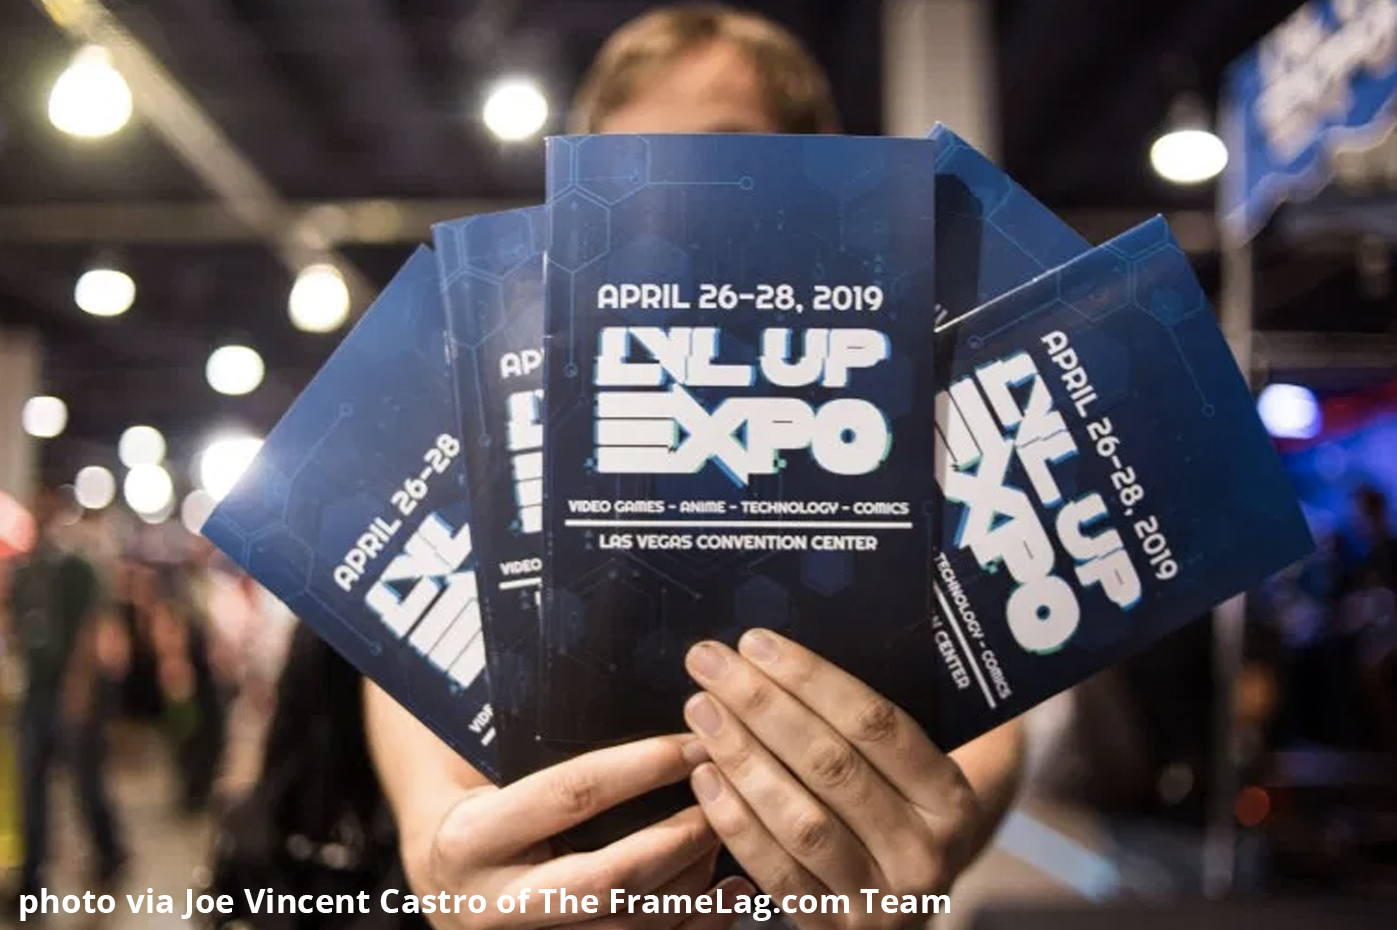 APRIL 26-28, 2019
LVL UP
EXPO
VIDEO GAMES - ANIME - TECHNOLOGY - COMICS
LAS VEGAS CONVENTION CENTER
APRIL 26-28
APRIL 26-28, 2019
LVL UP
EXPO
TECHNOLOGY - COMICS
CENTER
photo via Joe Vincent Castro of The FrameLag.com Team